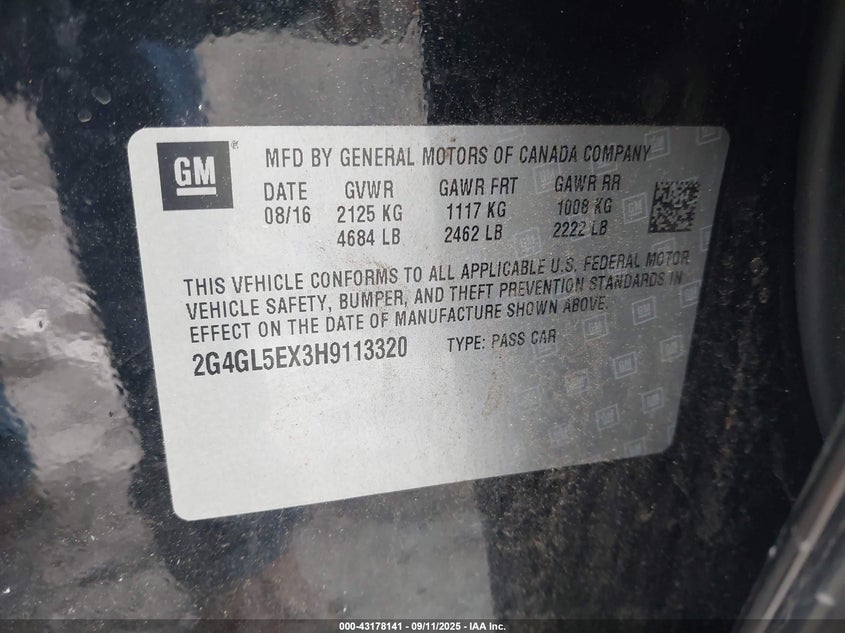 GM
MFD BY GENERAL MOTORS OF CANADA COMPANY
DATE GVWR GAWR FRT GAWR RR
08/16 2125 KG 1117 KG 1008 KG
4684 LB 2462 LB 2222 LB
THIS VEHICLE CONFORMS TO ALL APPLICABLE U.S. FEDERAL MOTOR
VEHICLE SAFETY, BUMPER, AND THEFT PREVENTION STANDARDS IN
EFFECT ON THE DATE OF MANUFACTURE SHOWN ABOVE.
2G4GL5EX3H9113320 TYPE: PASS CAR
000-43178141 - 09/11/2025 - IAA Inc.